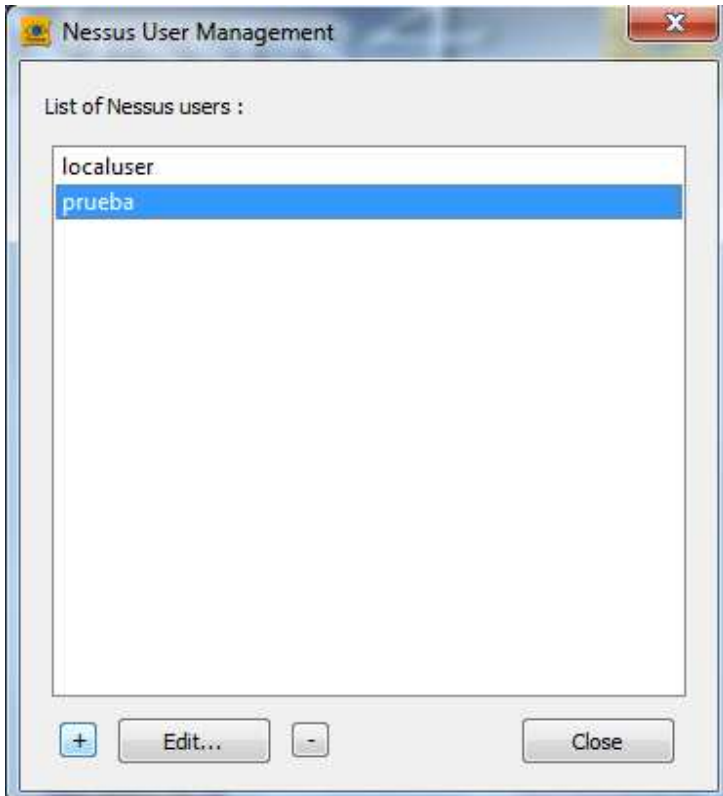 Nessus User Management
X
List of Nessus users :
localuser
prueba
+ Edit... - Close